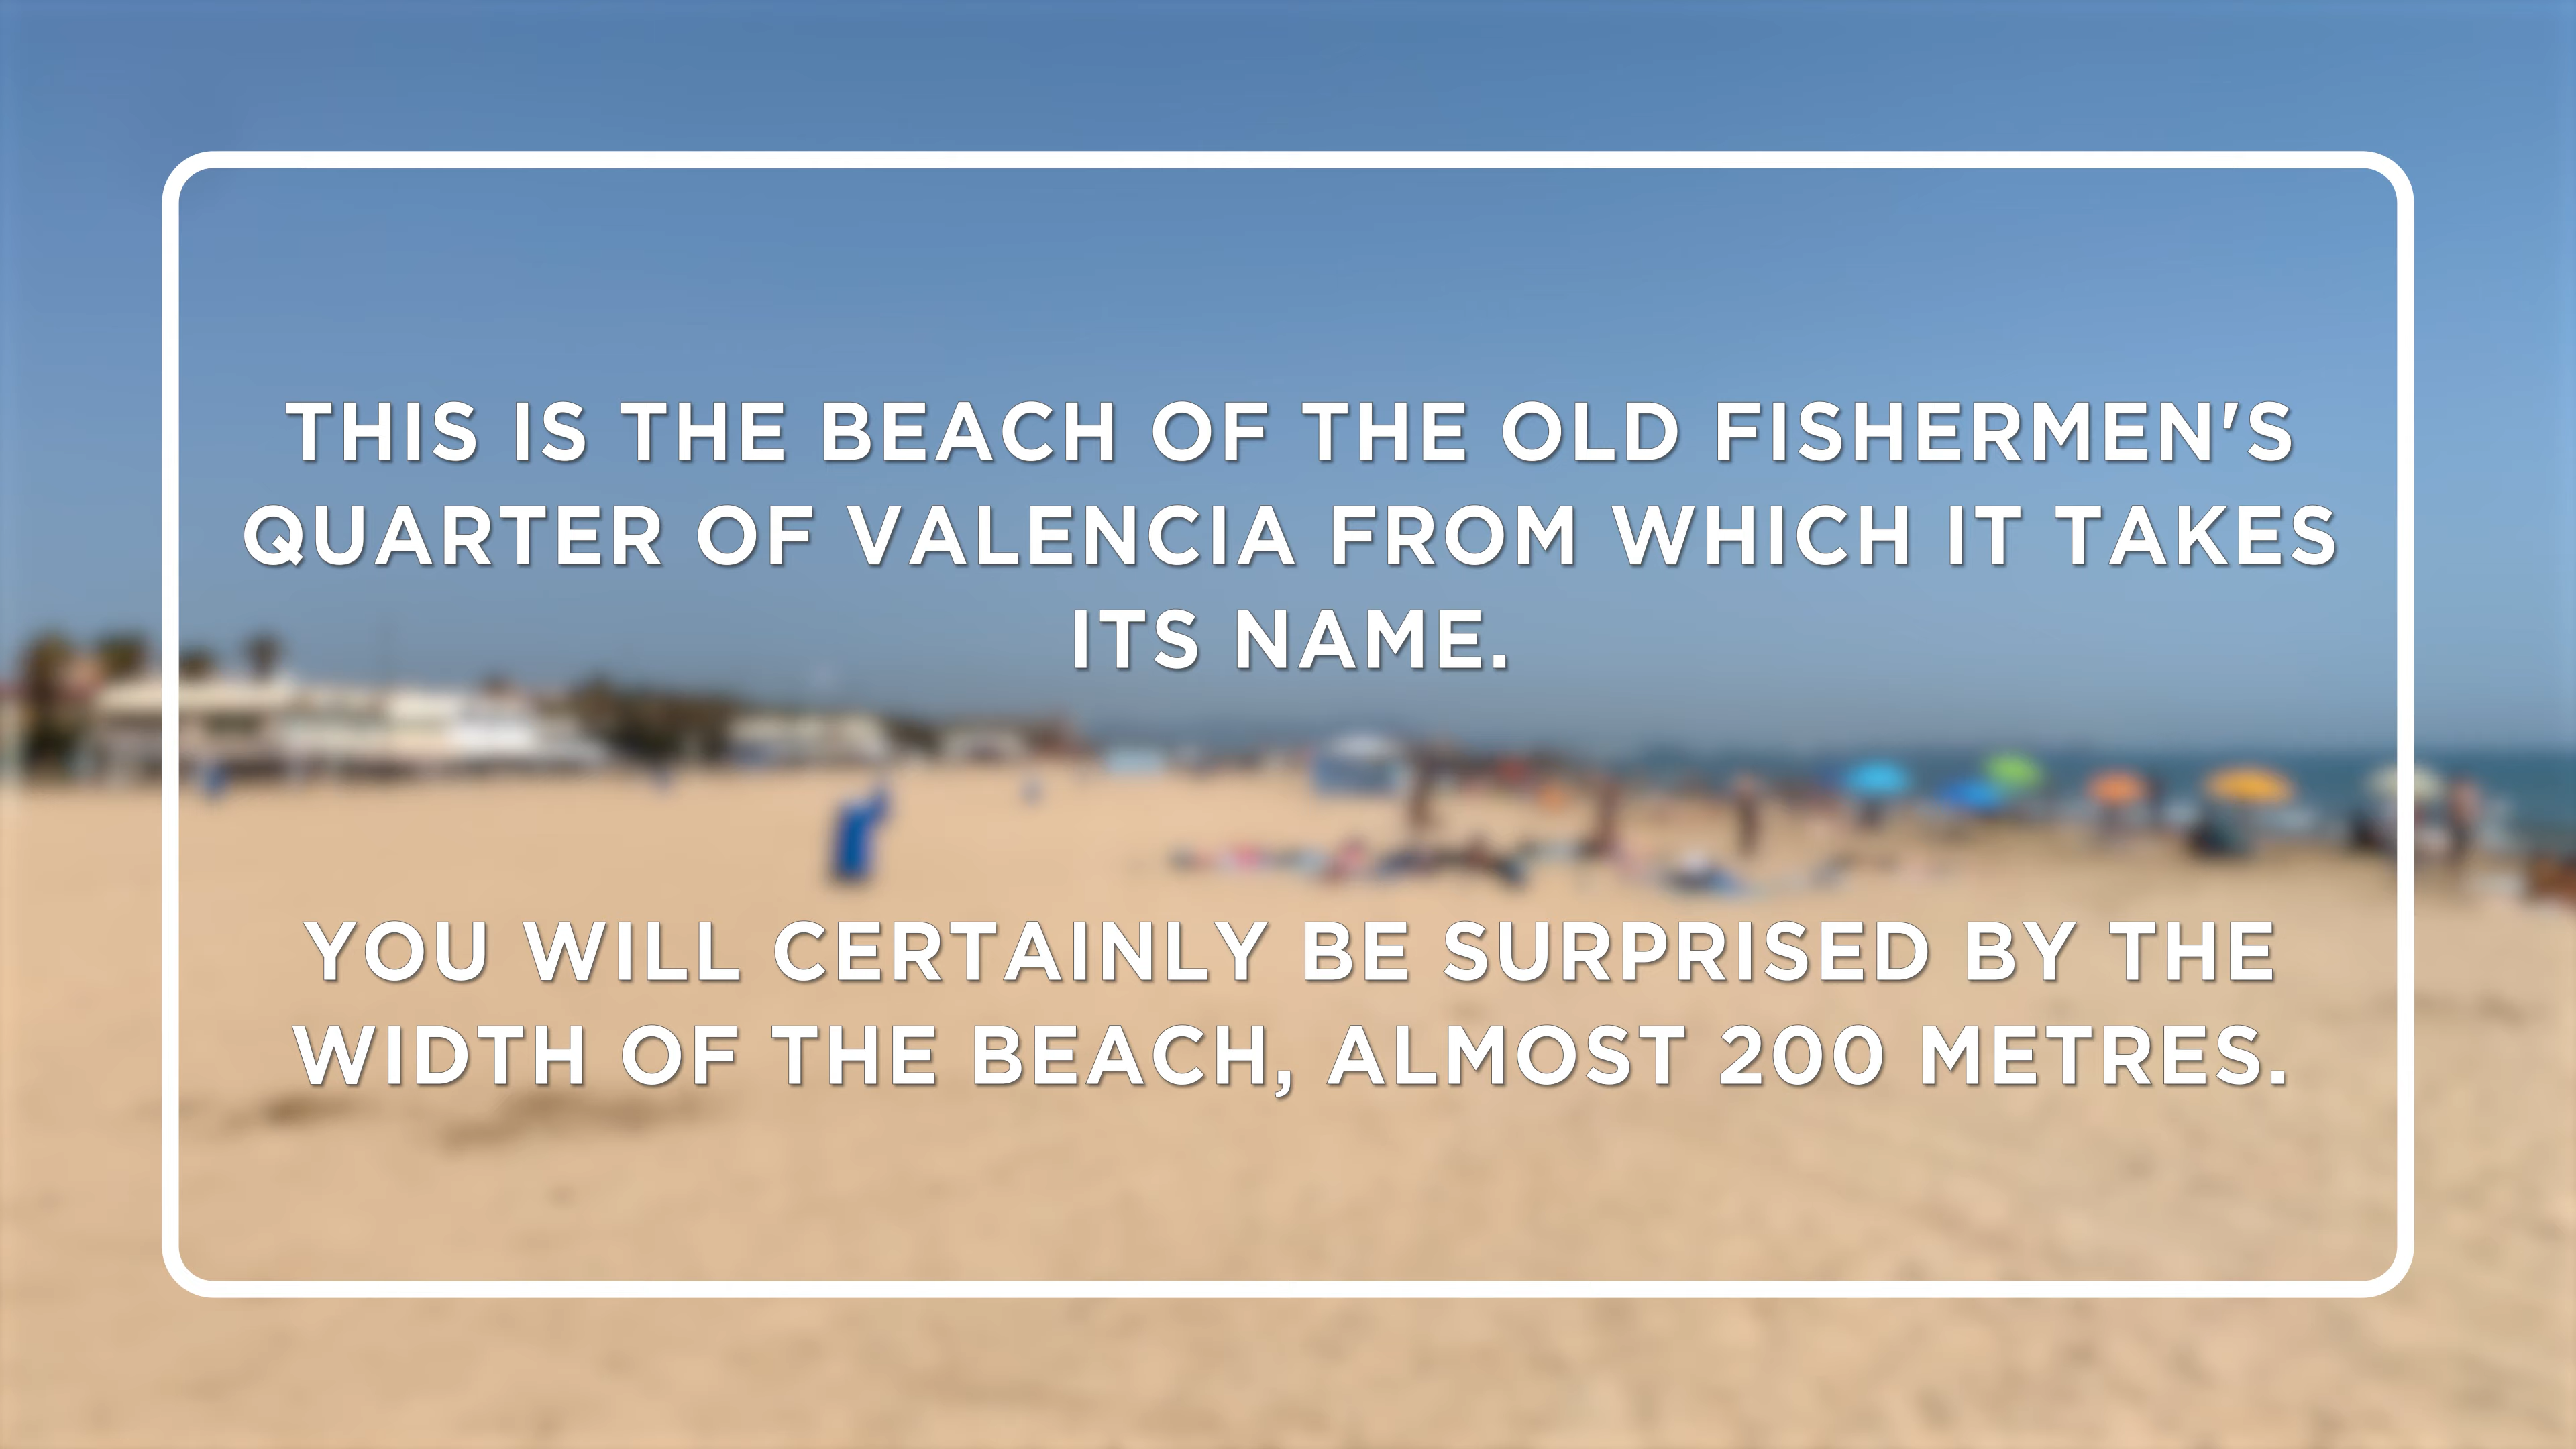 THIS IS THE BEACH OF THE OLD FISHERMEN'S
QUARTER OF VALENCIA FROM WHICH IT TAKES
ITS NAME.
YOU WILL CERTAINLY BE SURPRISED BY THE
WIDTH OF THE BEACH, ALMOST 200 METRES.